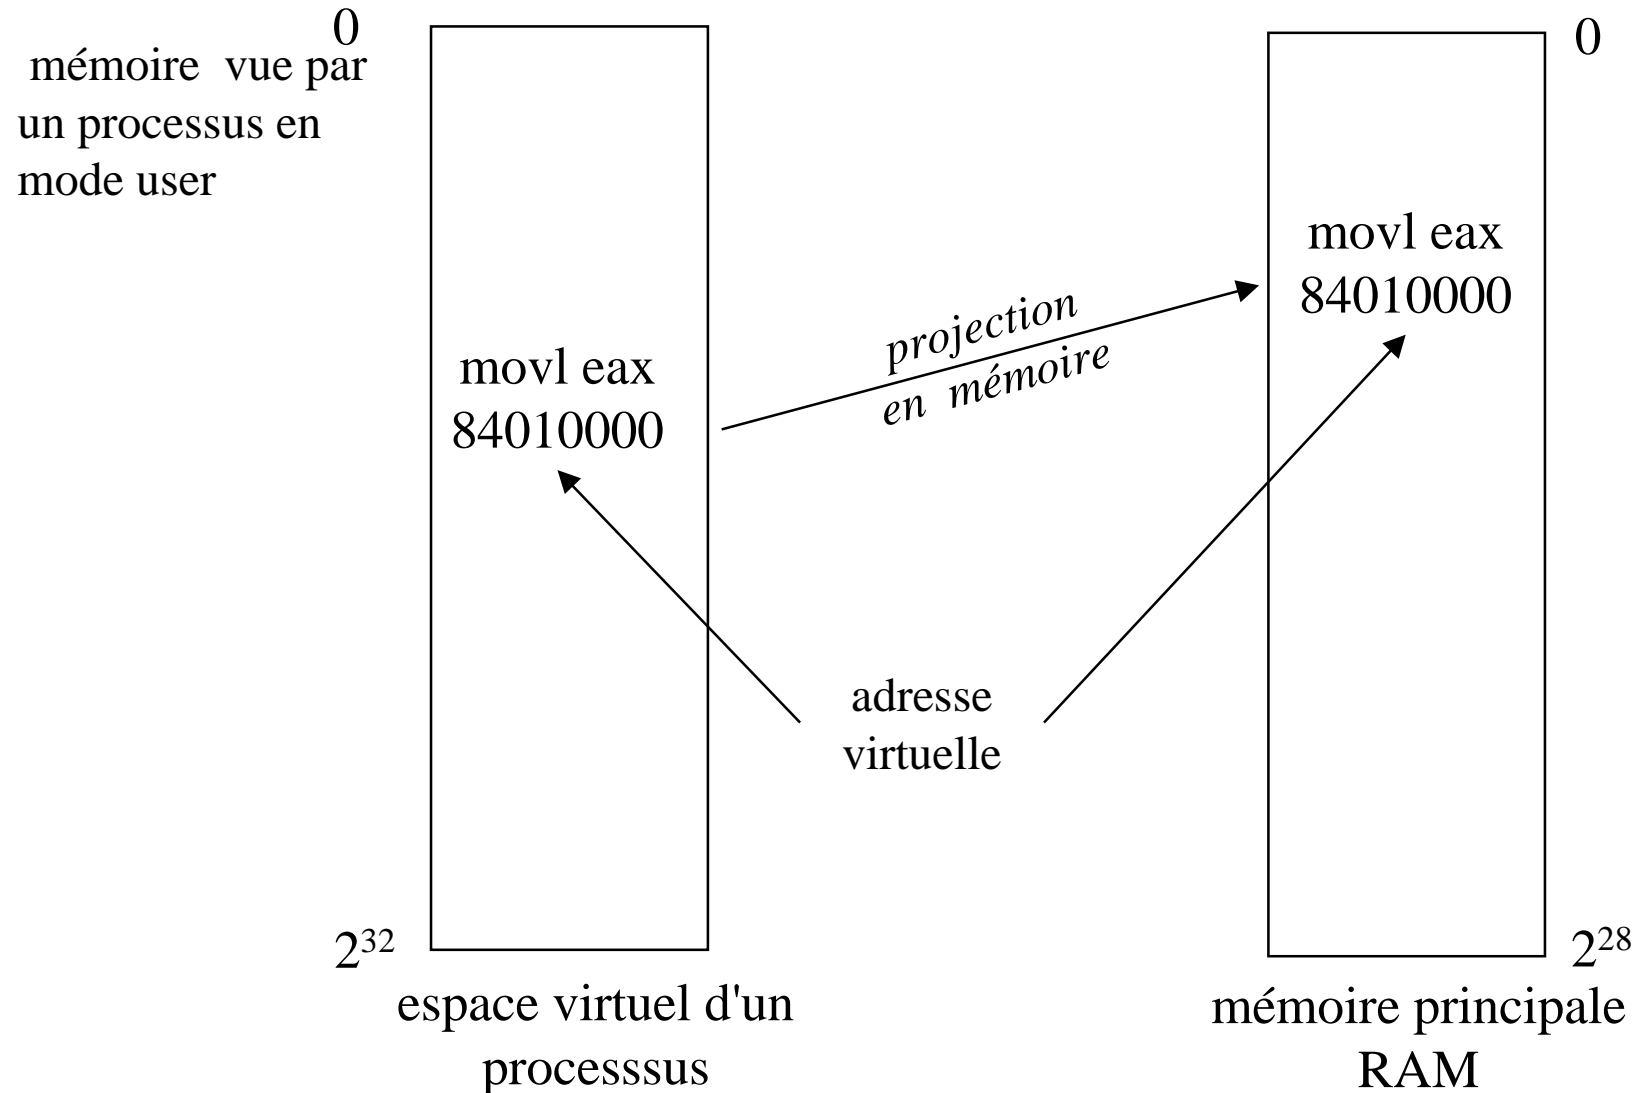 0
mémoire vue par
un processus en
mode user
0
movl eax
84010000
movl eax
84010000
projection
en mémoire
adresse
virtuelle
2³²
2²⁸
espace virtuel d'un
processsus
mémoire principale
RAM